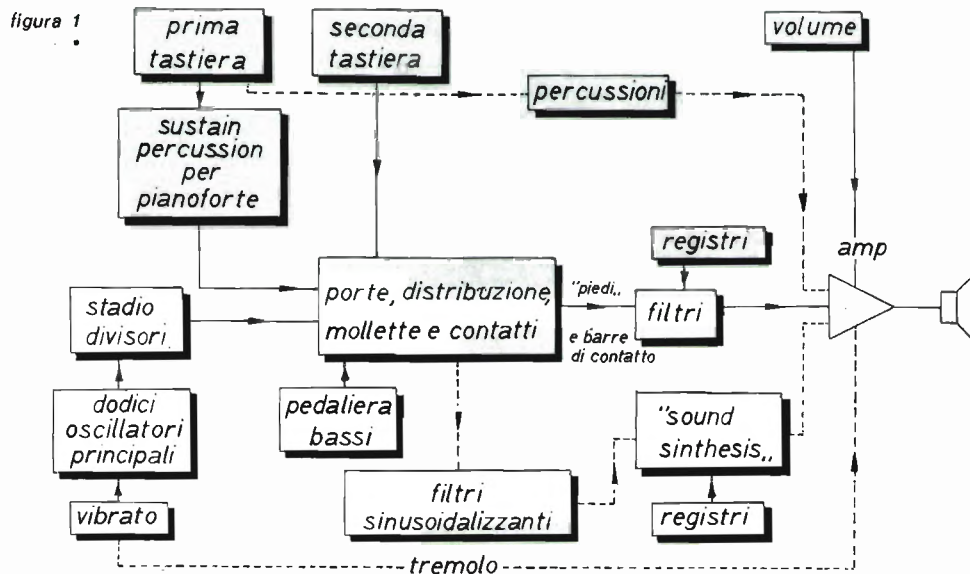 figura 1
prima
tastiera
seconda
tastiera
volume
percussioni
sustain
percussion
per
pianoforte
registri
amp
porte, distribuzione,
mollette e contatti
"piedi,,
e barre
di contatto
filtri
stadio
divisori
dodici
oscillatori
principali
pedaliera
bassi
"sound
sinthesis,,
filtri
sinusoidalizzanti
registri
vibrato
tremolo